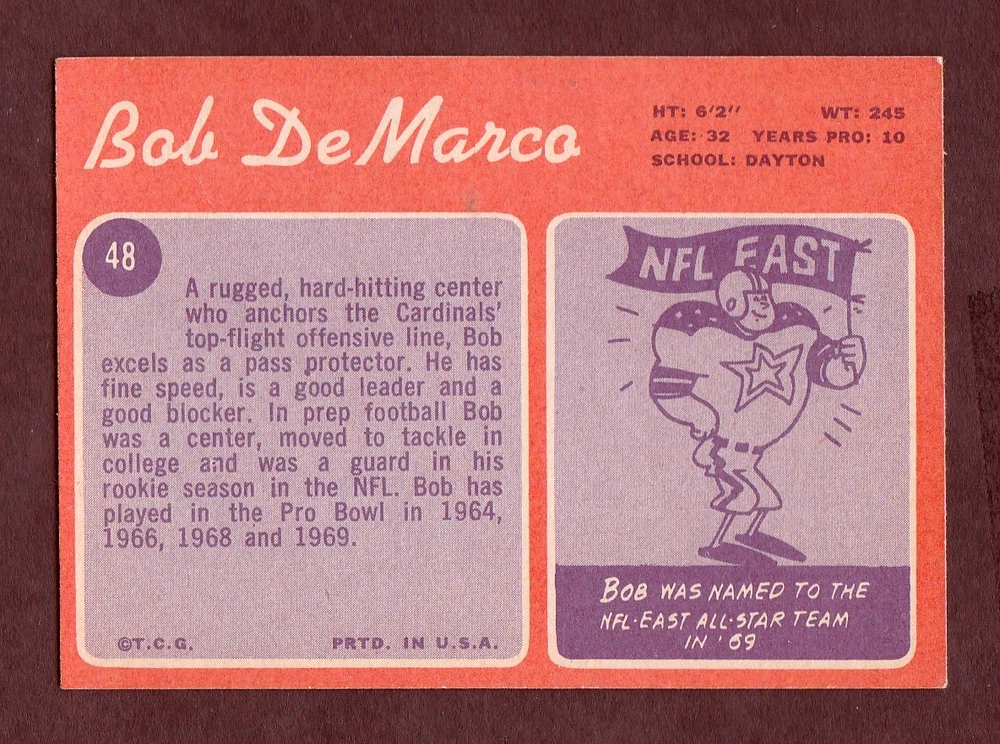 Bob DeMarco
HT: 6'2'' WT: 245
AGE: 32 YEARS PRO: 10
SCHOOL: DAYTON
48
A rugged, hard-hitting center
who anchors the Cardinals'
top-flight offensive line, Bob
excels as a pass protector. He has
fine speed, is a good leader and a
good blocker. In prep football Bob
was a center, moved to tackle in
college and was a guard in his
rookie season in the NFL. Bob has
played in the Pro Bowl in 1964,
1966, 1968 and 1969.
©T.C.G. PRTD. IN U.S.A.
NFL EAST
BOB WAS NAMED TO THE
NFL-EAST ALL-STAR TEAM
IN '69